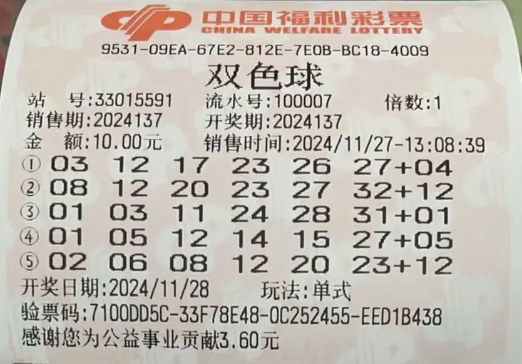 中国福利彩票
CHINA WELFARE LOTTERY
9531-09EA-67E2-812E-7E0B-BC18-4009
双色球
站 号:33015591 流水号:100007 倍数:1
销售期:2024137 开奖期:2024137
金 额:10.00元 销售时间:2024/11/27-13:08:39
① 03 12 17 23 26 27+04
② 08 12 20 23 27 32+12
③ 01 03 11 24 28 31+01
④ 01 05 12 14 15 27+05
⑤ 02 06 08 12 20 23+12
开奖日期:2024/11/28 玩法:单式
验票码:7100DD5C-33F78E48-0C252455-EED1B438
感谢您为公益事业贡献3.60元